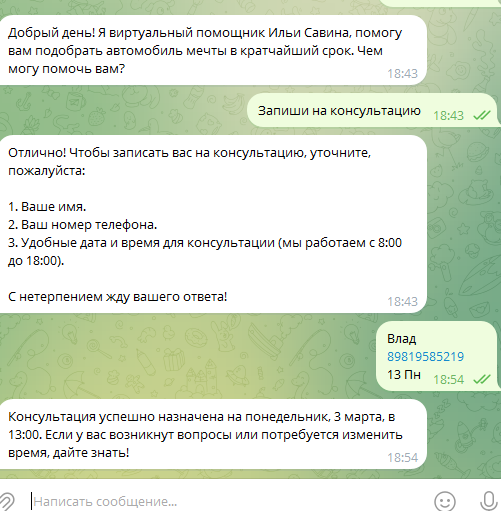 Добрый день! Я виртуальный помощник Ильи Савина, помогу
вам подобрать автомобиль мечты в кратчайший срок. Чем
могу помочь вам?
18:43
Запиши на консультацию
18:43
Отлично! Чтобы записать вас на консультацию, уточните,
пожалуйста:
1. Ваше имя.
2. Ваш номер телефона.
3. Удобные дата и время для консультации (мы работаем с 8:00
до 18:00).
С нетерпением жду вашего ответа!
18:43
Влад
89819585219
13 Пн
18:54
Консультация успешно назначена на понедельник, 3 марта, в
13:00. Если у вас возникнут вопросы или потребуется изменить
время, дайте знать!
18:54
Написать сообщение...